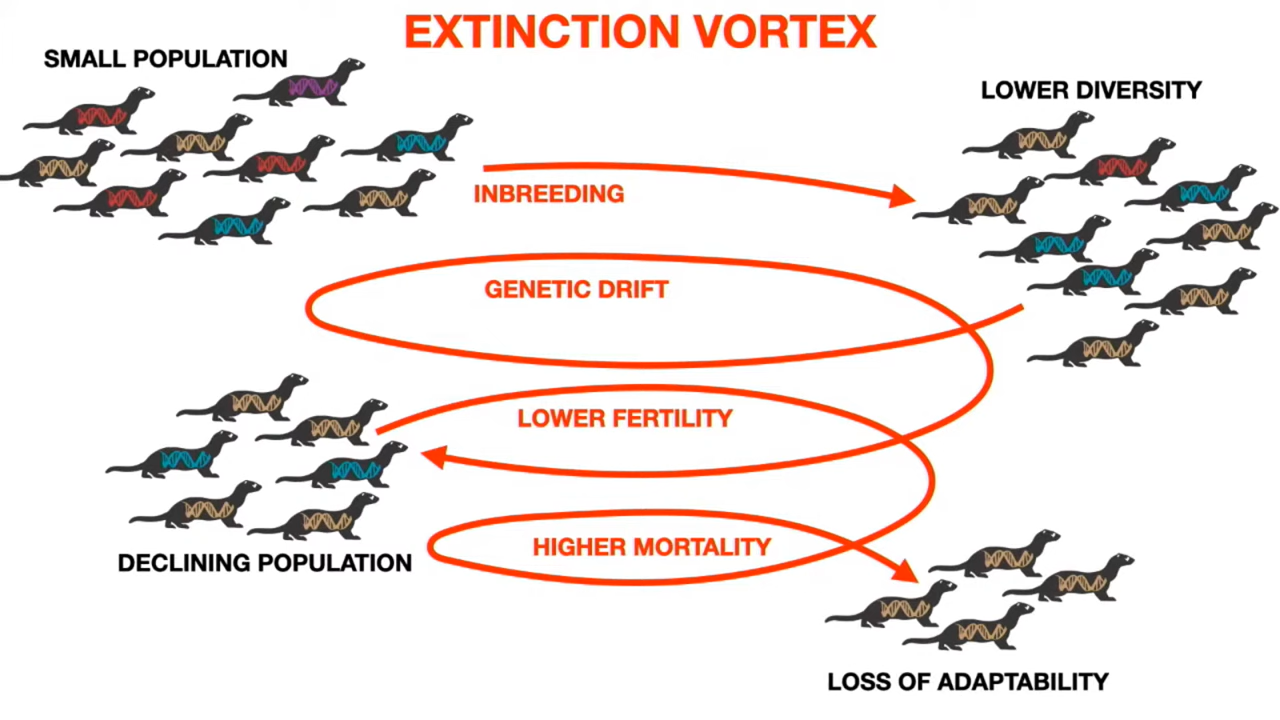 EXTINCTION VORTEX
SMALL POPULATION
LOWER DIVERSITY
INBREEDING
GENETIC DRIFT
LOWER FERTILITY
HIGHER MORTALITY
DECLINING POPULATION
LOSS OF ADAPTABILITY